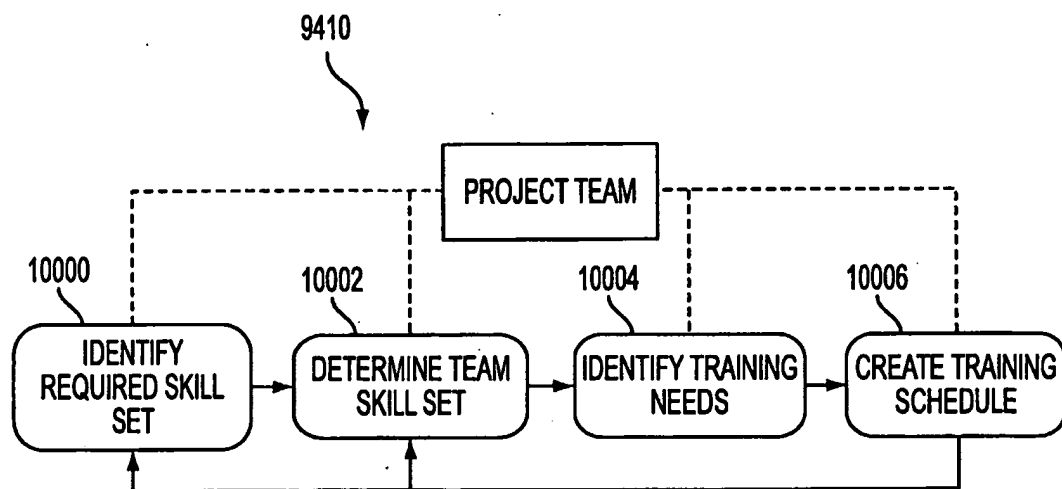 9410
PROJECT TEAM
10000
10002
10004
10006
IDENTIFY
REQUIRED SKILL
SET
DETERMINE TEAM
SKILL SET
IDENTIFY TRAINING
NEEDS
CREATE TRAINING
SCHEDULE